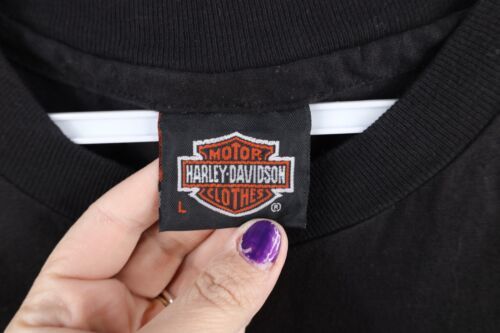 MOTOR
HARLEY-DAVIDSON
CLOTHES
L ®